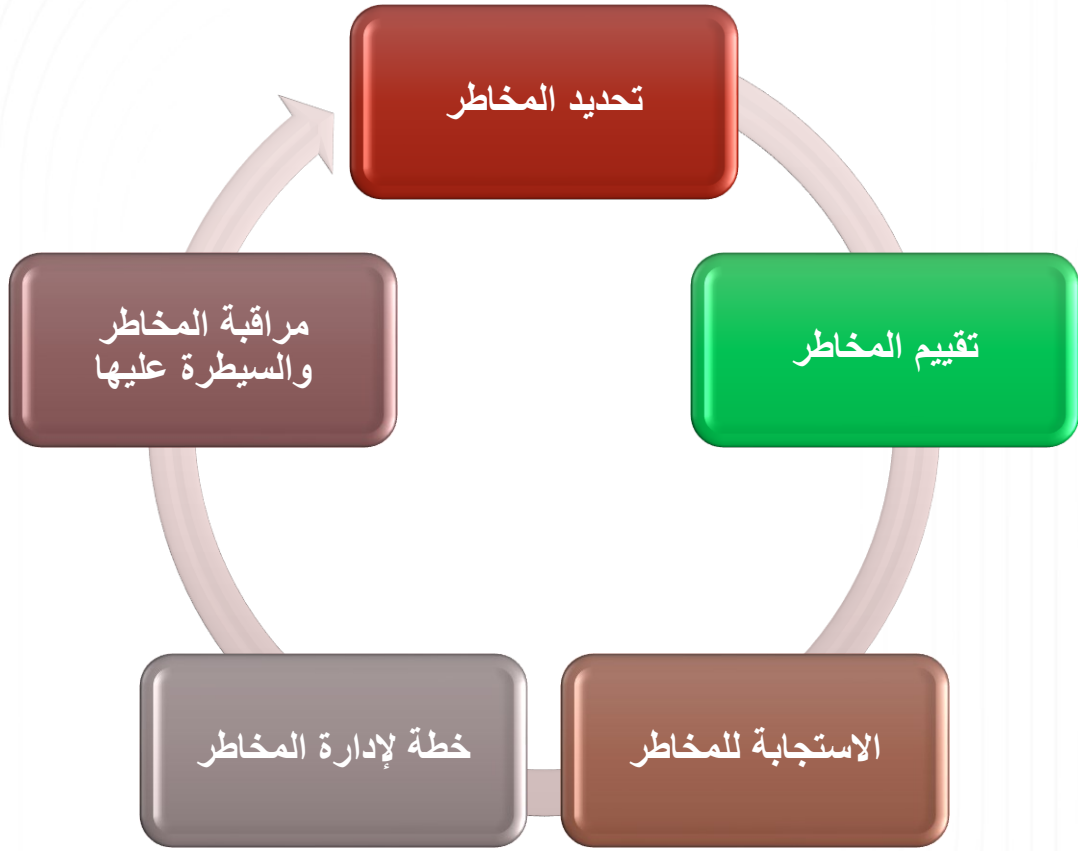 تحديد المخاطر
تقييم المخاطر
الاستجابة للمخاطر
خطة لإدارة المخاطر
مراقبة المخاطر
والسيطرة عليها